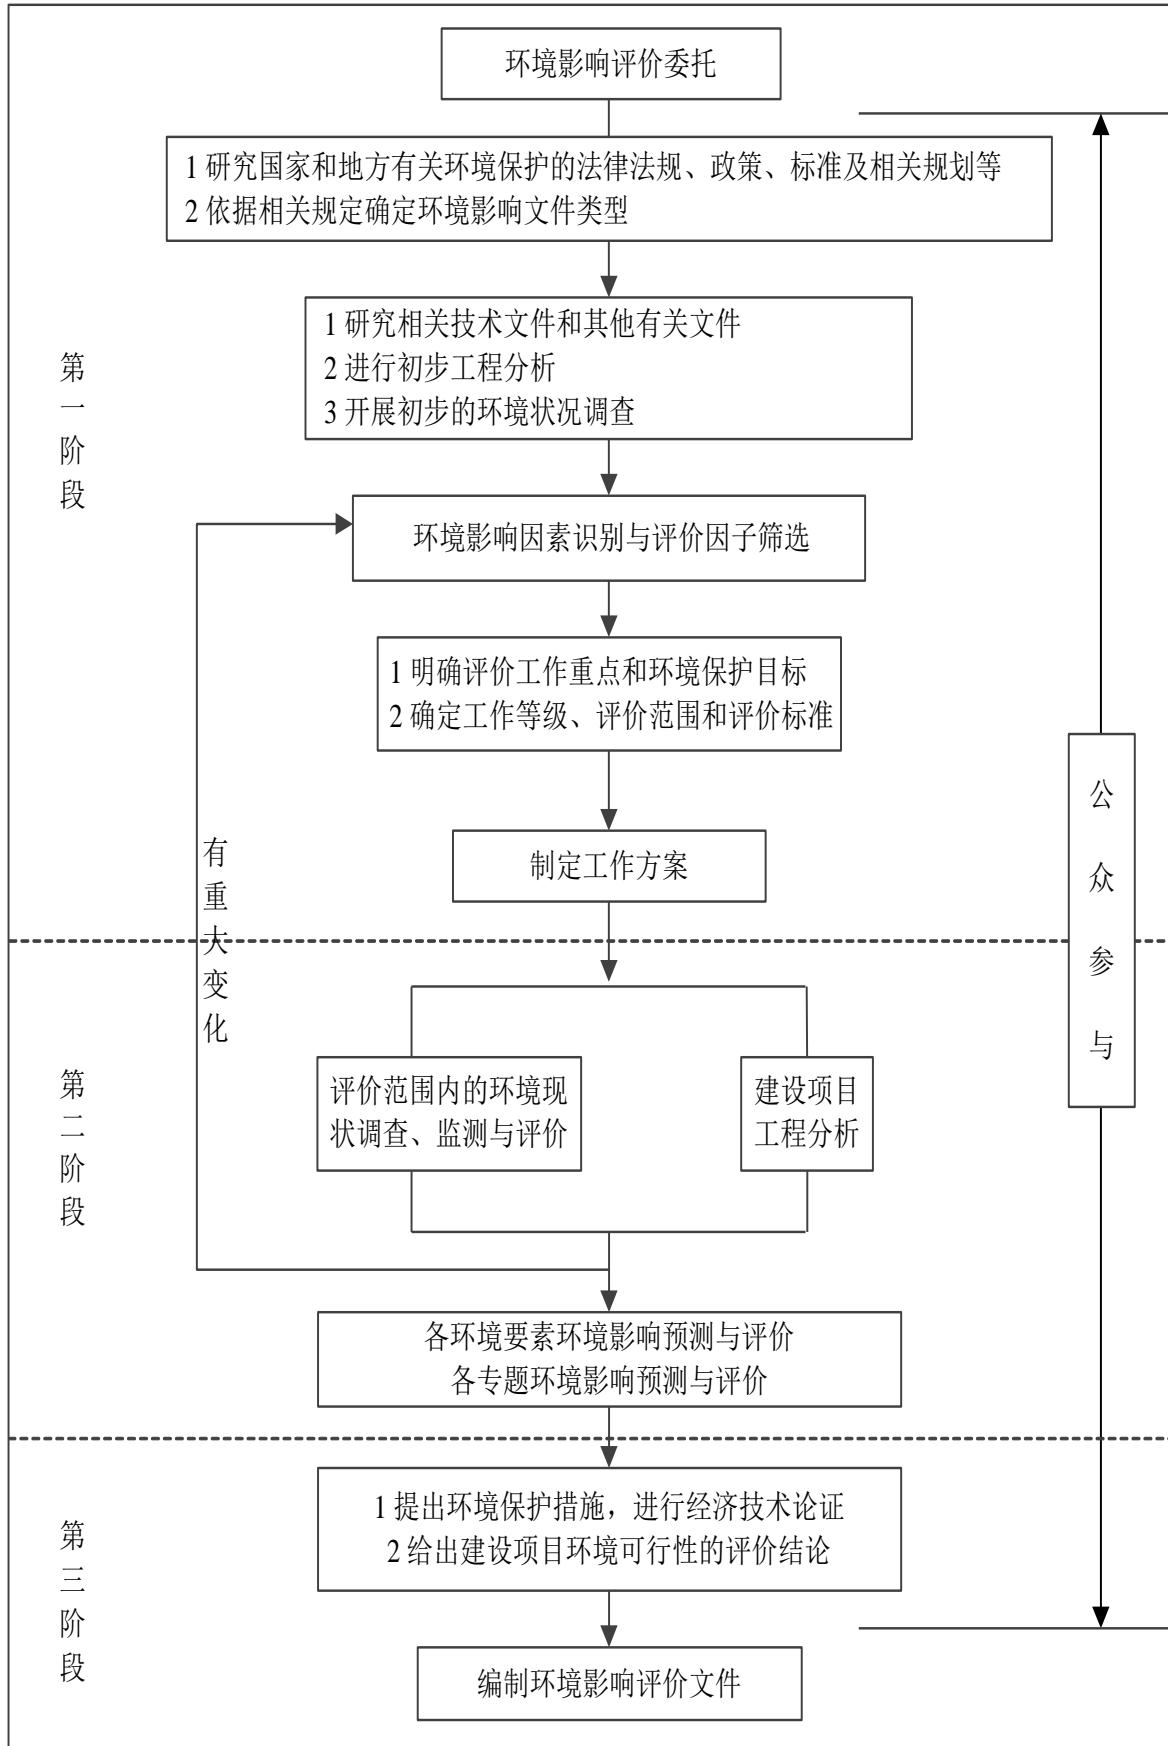 环境影响评价委托
1 研究国家和地方有关环境保护的法律法规、政策、标准及相关规划等
2 依据相关规定确定环境影响文件类型
1 研究相关技术文件和其他有关文件
2 进行初步工程分析
3 开展初步的环境状况调查
第一阶段
环境影响因素识别与评价因子筛选
1 明确评价工作重点和环境保护目标
2 确定工作等级、评价范围和评价标准
制定工作方案
有重大变化
公众参与
第二阶段
评价范围内的环境现
状调查、监测与评价
建设项目
工程分析
各环境要素环境影响预测与评价
各专题环境影响预测与评价
第三阶段
1 提出环境保护措施，进行经济技术论证
2 给出建设项目环境可行性的评价结论
编制环境影响评价文件